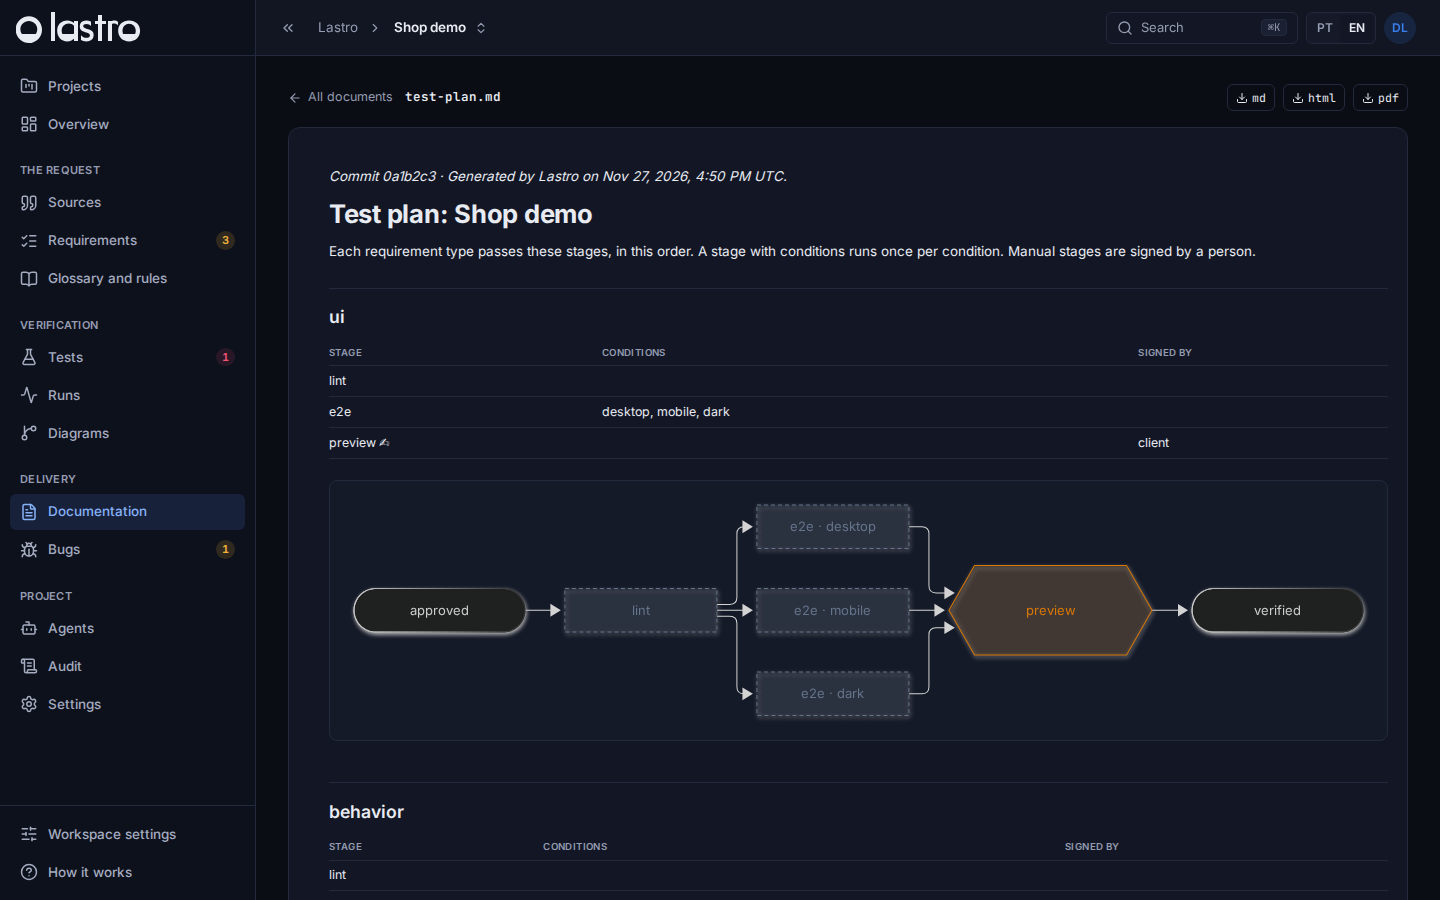 lastro
Lastro
Shop demo
Search
⌘K
PT
EN
DL
Projects
Overview
THE REQUEST
Sources
Requirements
3
Glossary and rules
VERIFICATION
Tests
1
Runs
Diagrams
DELIVERY
Documentation
Bugs
1
PROJECT
Agents
Audit
Settings
Workspace settings
How it works
All documents
test-plan.md
md
html
pdf
Commit 0a1b2c3 · Generated by Lastro on Nov 27, 2026, 4:50 PM UTC.
Test plan: Shop demo
Each requirement type passes these stages, in this order. A stage with conditions runs once per condition. Manual stages are signed by a person.
ui
STAGE CONDITIONS SIGNED BY
lint
e2e desktop, mobile, dark
preview ✍ client
approved
lint
e2e · desktop
e2e · mobile
e2e · dark
preview
verified
behavior
STAGE CONDITIONS SIGNED BY
lint